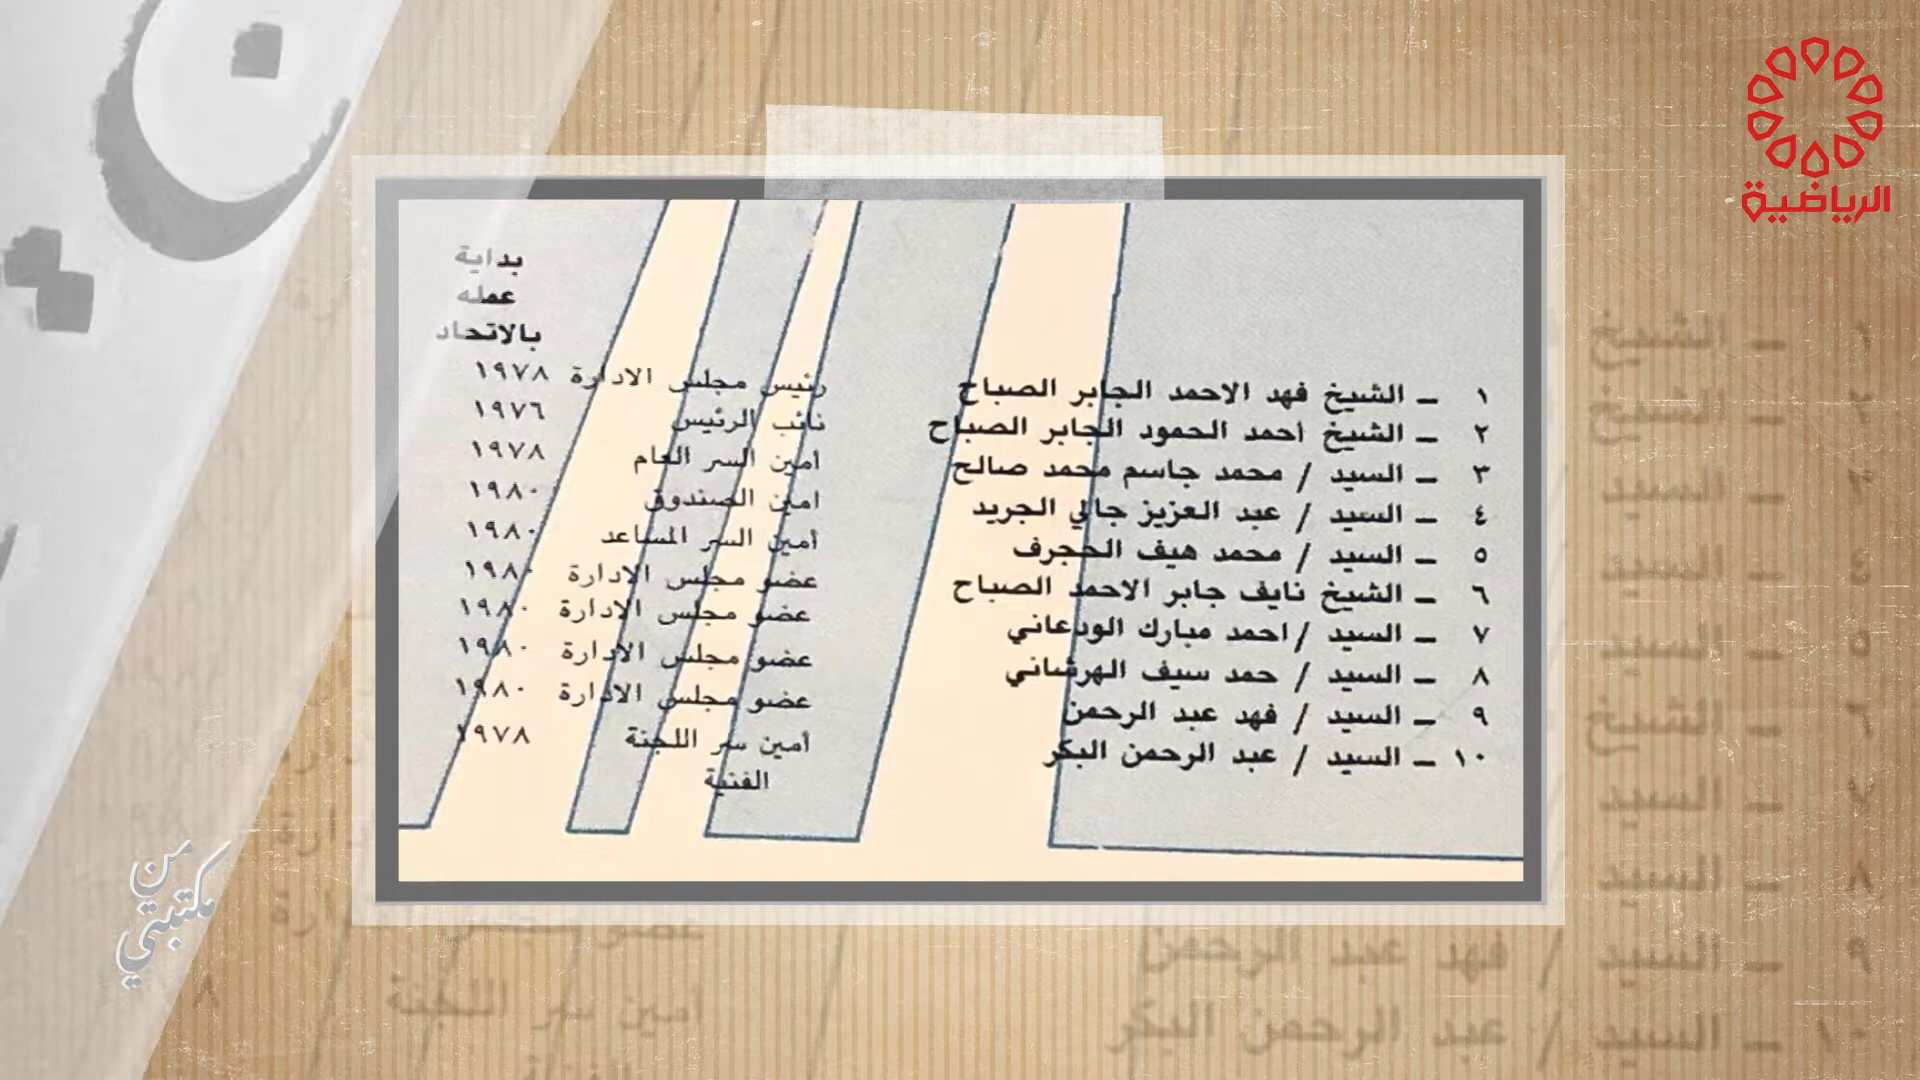 الرياضية
بداية
عمله
بالاتحاد
١ – الشيخ فهد الاحمد الجابر الصباح رئيس مجلس الادارة ١٩٧٨
٢ – الشيخ أحمد الحمود الجابر الصباح نائب الرئيس ١٩٧٦
٣ – السيد / محمد جاسم محمد صالح أمين السر العام ١٩٧٨
٤ – السيد / عبد العزيز جالي الجريد امين الصندوق ١٩٨٠
٥ – السيد / محمد هيف الحجرف أمين السر المساعد ١٩٨٠
٦ – الشيخ نايف جابر الاحمد الصباح عضو مجلس الادارة ١٩٨٠
٧ – السيد / احمد مبارك الودعاني عضو مجلس الادارة ١٩٨٠
٨ – السيد / حمد سيف الهرشاني عضو مجلس الادارة ١٩٨٠
٩ – السيد / فهد عبد الرحمن عضو مجلس الادارة ١٩٨٠
١٠ – السيد / عبد الرحمن البكر أمين سر اللجنة ١٩٧٨
الفنية
من
مكتبتي